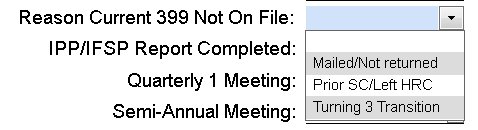 Reason Current 399 Not On File:
IPP/IFSP Report Completed:
Mailed/Not returned
Quarterly 1 Meeting:
Prior SC/Left HRC
Semi-Annual Meeting:
Turning 3 Transition